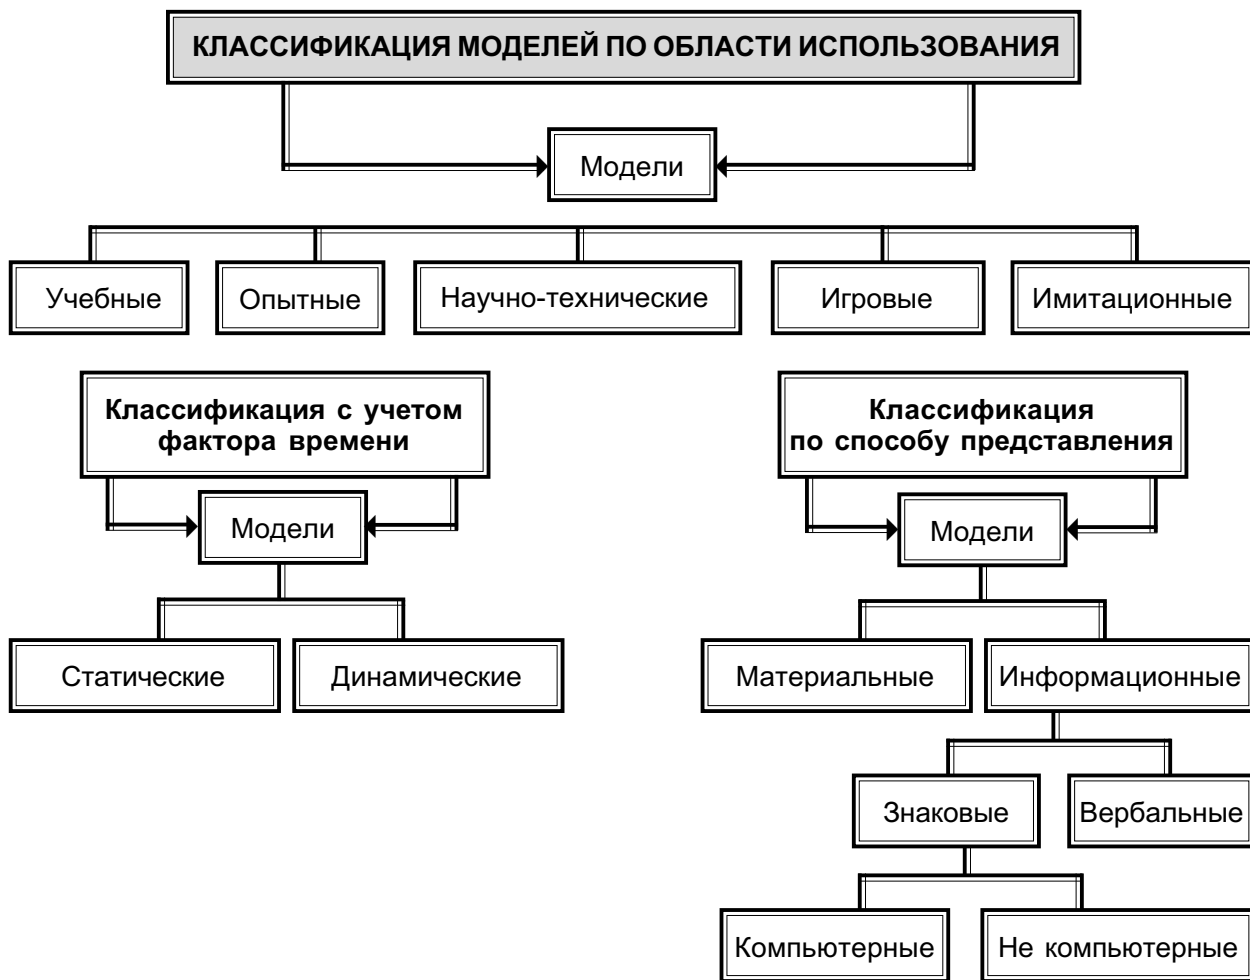 КЛАССИФИКАЦИЯ МОДЕЛЕЙ ПО ОБЛАСТИ ИСПОЛЬЗОВАНИЯ
Модели
Учебные
Опытные
Научно-технические
Игровые
Имитационные
Классификация с учетом
фактора времени
Модели
Статические
Динамические
Классификация
по способу представления
Модели
Материальные
Информационные
Знаковые
Вербальные
Компьютерные
Не компьютерные